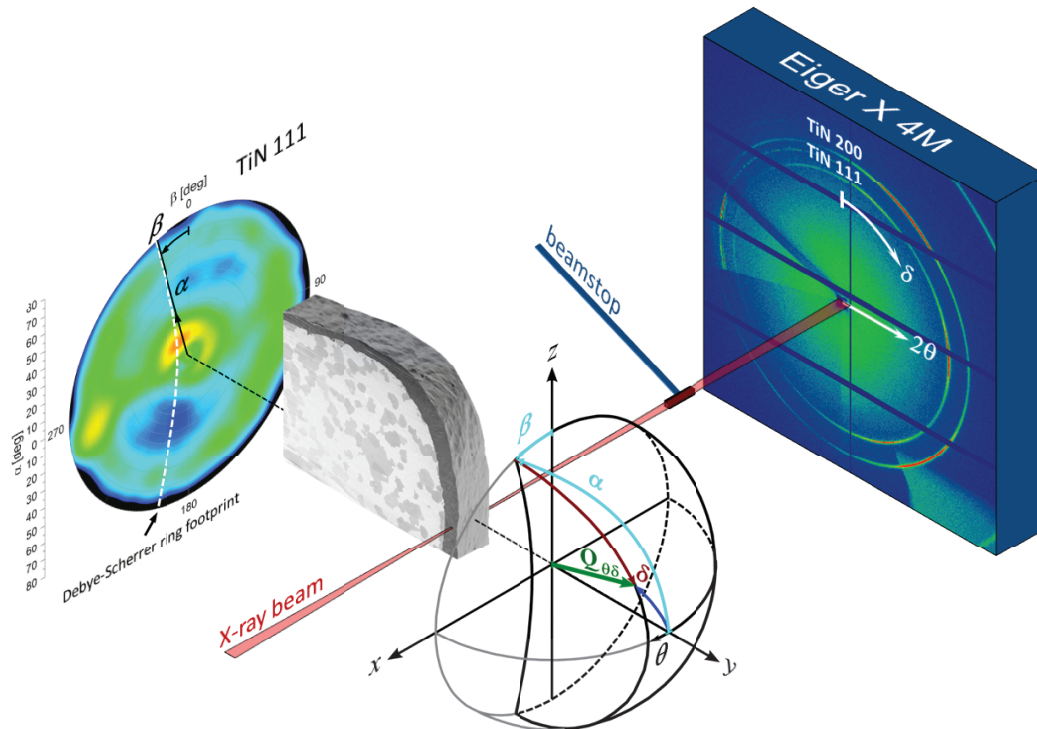 Eiger X 4M
TiN 200
TiN 111
δ
2θ
TiN 111
β [deg]
0
β
α
90
270
180
80
70
60
50
40
30
20
10
0
10
20
30
40
50
60
70
80
α [deg]
Debye-Scherrer ring footprint
beamstop
X-ray beam
z
β
α
Q θδ
δ
θ
x
y